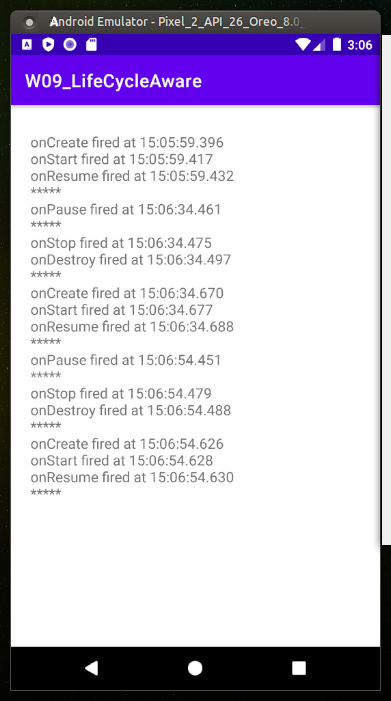 Android Emulator - Pixel_2_API_26_Oreo_8.0_
A
3:06
W09_LifeCycleAware
onCreate fired at 15:05:59.396
onStart fired at 15:05:59.417
onResume fired at 15:05:59.432
*****
onPause fired at 15:06:34.461
*****
onStop fired at 15:06:34.475
onDestroy fired at 15:06:34.497
*****
onCreate fired at 15:06:34.670
onStart fired at 15:06:34.677
onResume fired at 15:06:34.688
*****
onPause fired at 15:06:54.451
*****
onStop fired at 15:06:54.479
onDestroy fired at 15:06:54.488
*****
onCreate fired at 15:06:54.626
onStart fired at 15:06:54.628
onResume fired at 15:06:54.630
*****